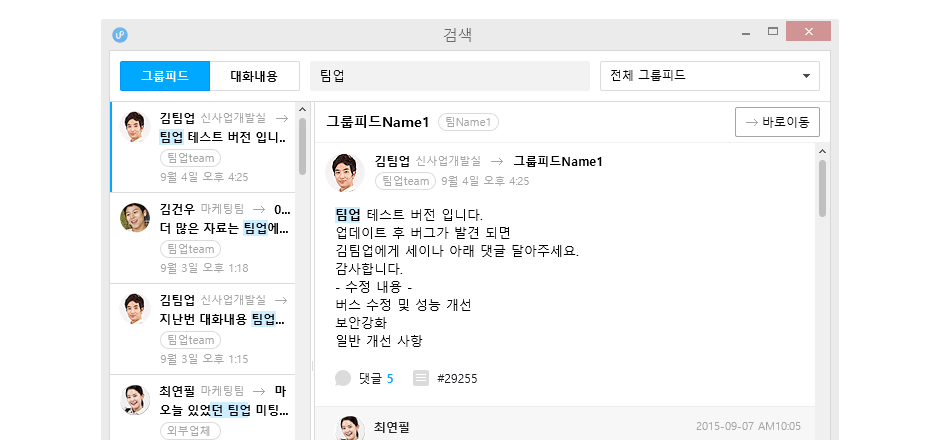 검색
그룹피드 대화내용 팀업 전체 그룹피드
김팀업 신사업개발실 →
팀업 테스트 버전 입니..
팀업team
9월 4일 오후 4:25
김건우 마케팅팀 → 0...
더 많은 자료는 팀업에...
팀업team
9월 3일 오후 1:18
김팀업 신사업개발실 →
지난번 대화내용 팀업...
팀업team
9월 3일 오후 1:15
최연필 마케팅팀 → 마
오늘 있었던 팀업 미팅...
외부업체
그룹피드Name1 팀Name1 → 바로이동
김팀업 신사업개발실 → 그룹피드Name1
팀업team 9월 4일 오후 4:25
팀업 테스트 버전 입니다.
업데이트 후 버그가 발견 되면
김팀업에게 세이나 아래 댓글 달아주세요.
감사합니다.
- 수정 내용 -
버스 수정 및 성능 개선
보안강화
일반 개선 사항
댓글 5 #29255
최연필 2015-09-07 AM10:05